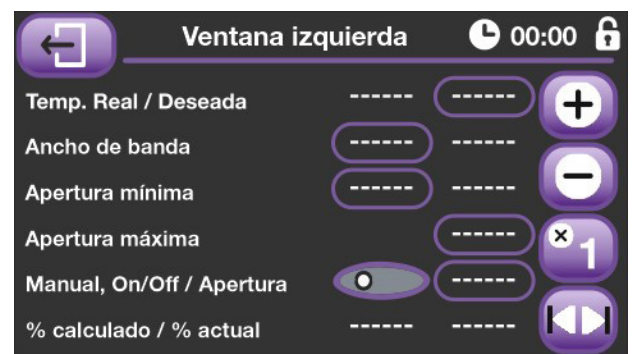 Ventana izquierda 00:00
Temp. Real / Deseada ------ ------
Ancho de banda ------ ------
Apertura mínima ------ ------
Apertura máxima ------
Manual, On/Off / Apertura ------
% calculado / % actual ------ ------
+
−
×1